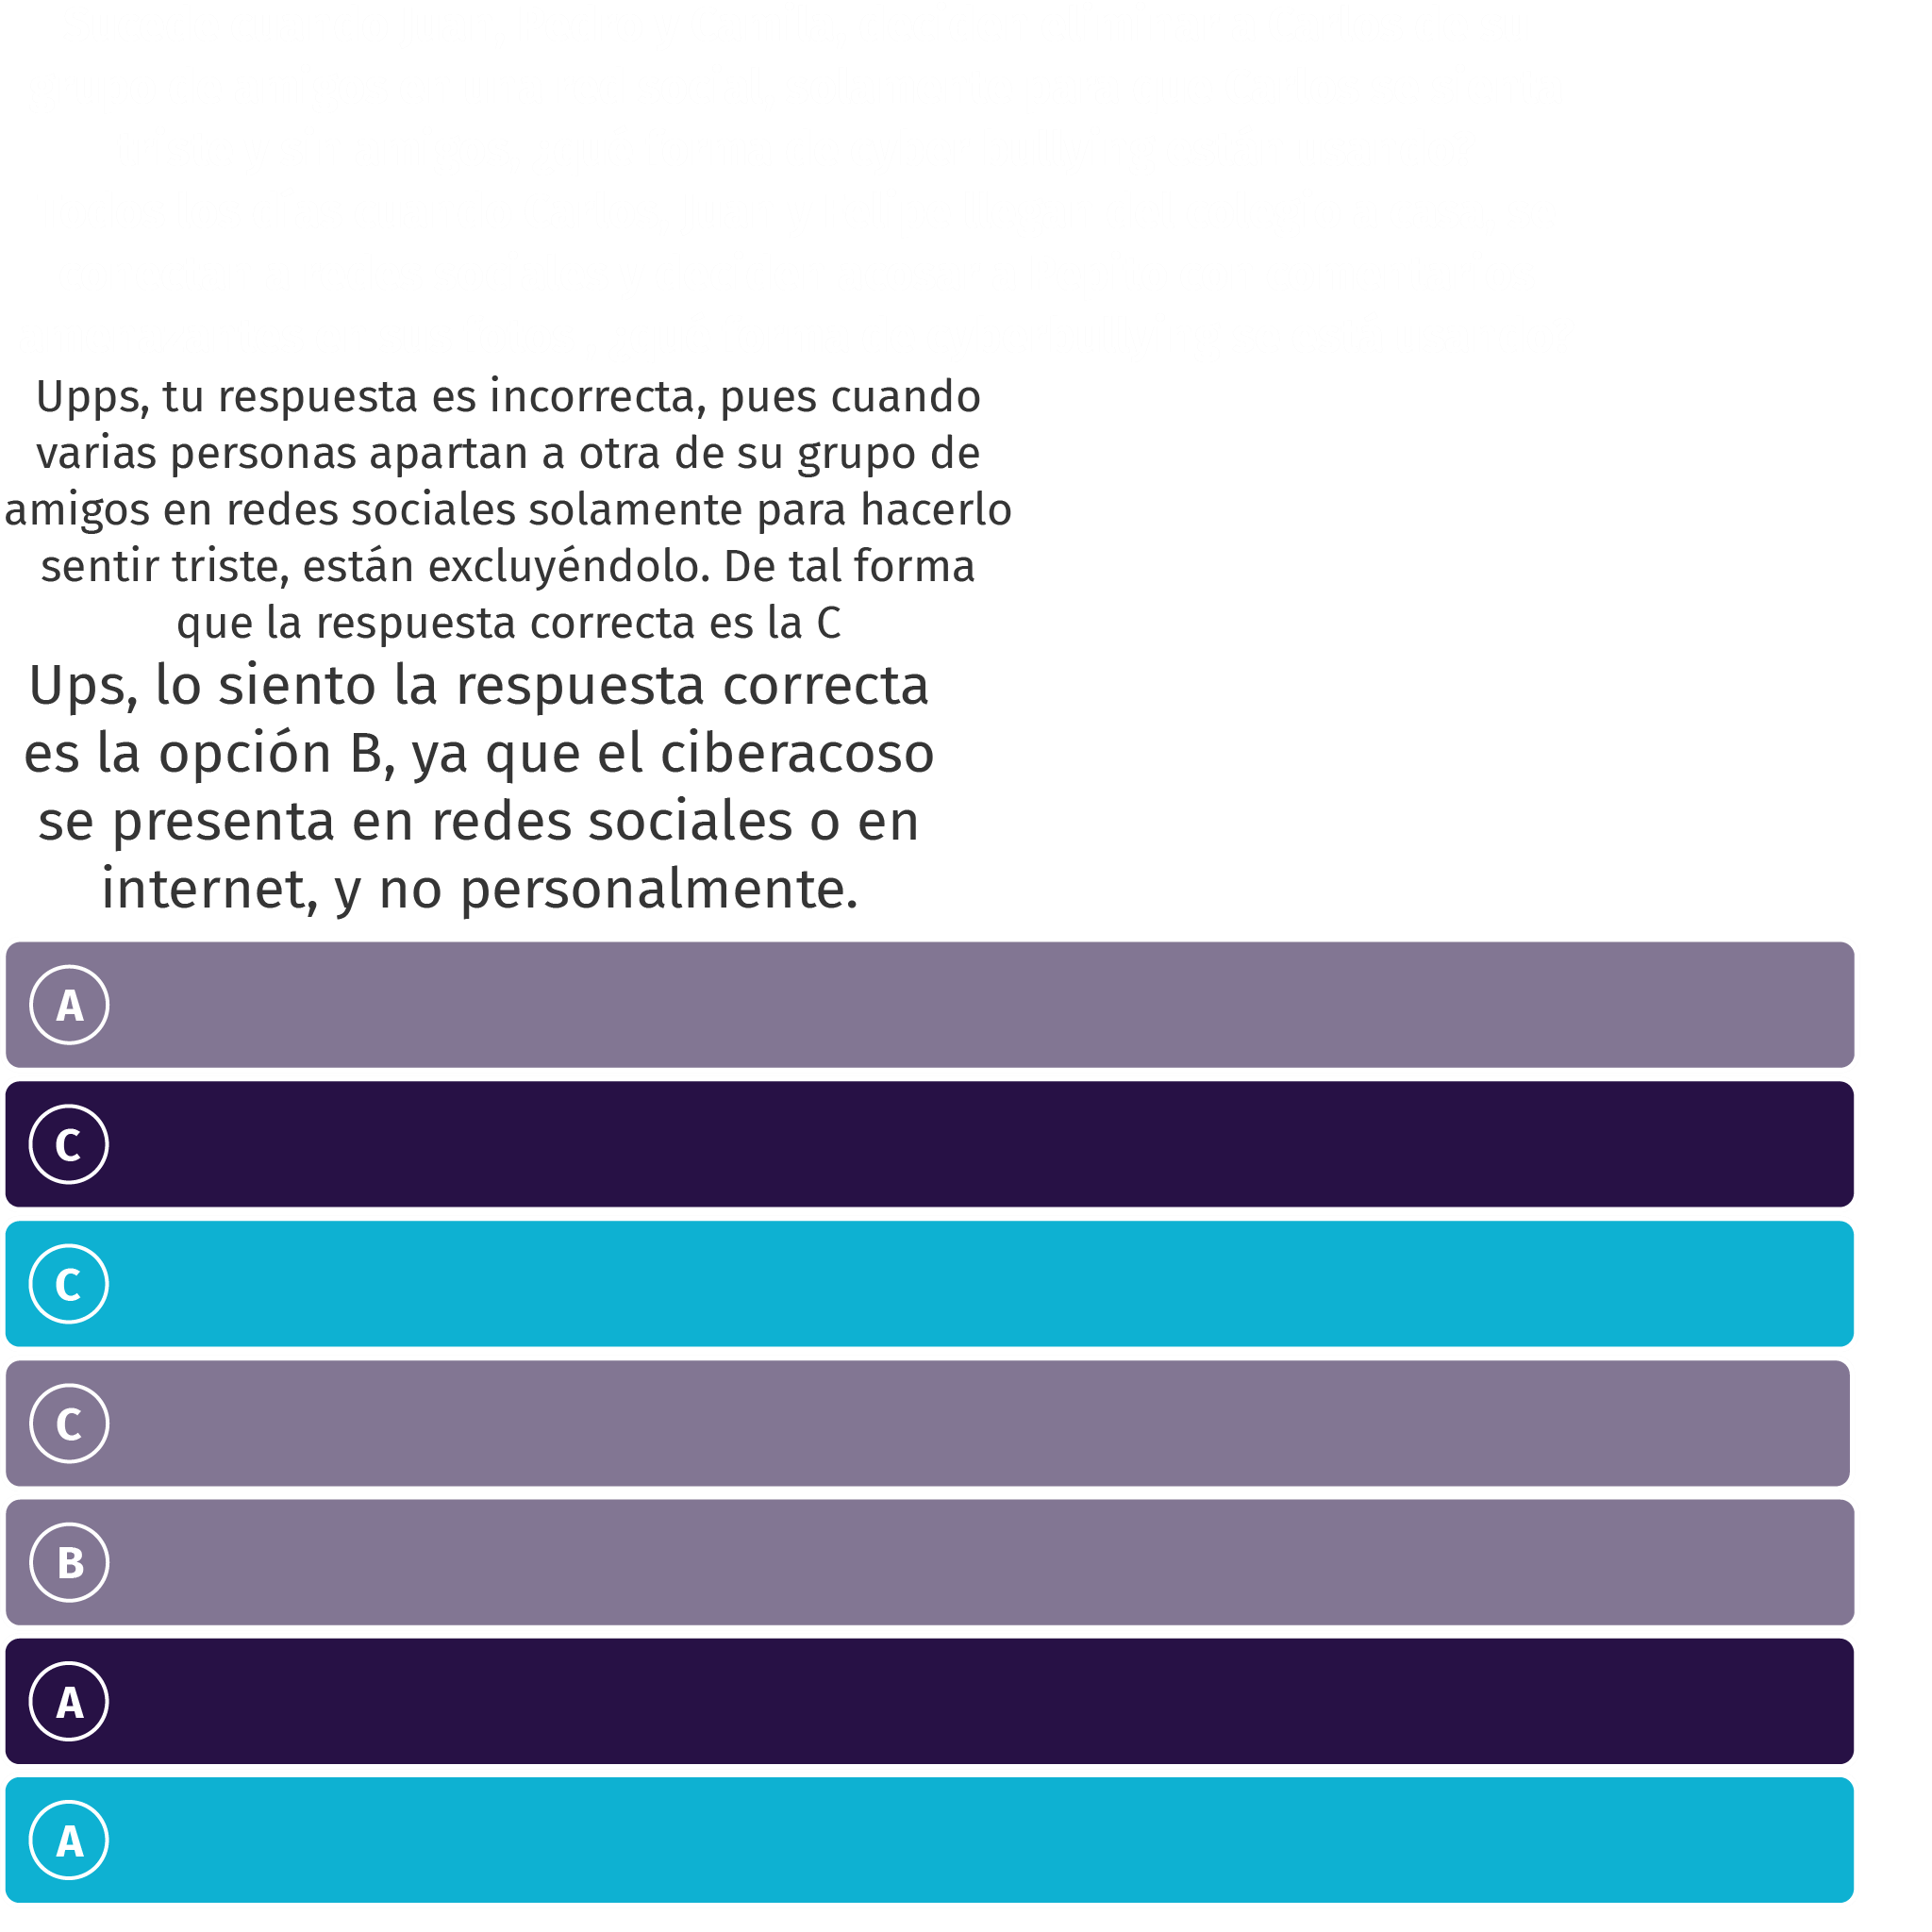 Upps, tu respuesta es incorrecta, pues cuando
varias personas apartan a otra de su grupo de
amigos en redes sociales solamente para hacerlo
sentir triste, están excluyéndolo. De tal forma
que la respuesta correcta es la C
Ups, lo siento la respuesta correcta
es la opción B, ya que el ciberacoso
se presenta en redes sociales o en
internet, y no personalmente.
A
C
C
C
B
A
A